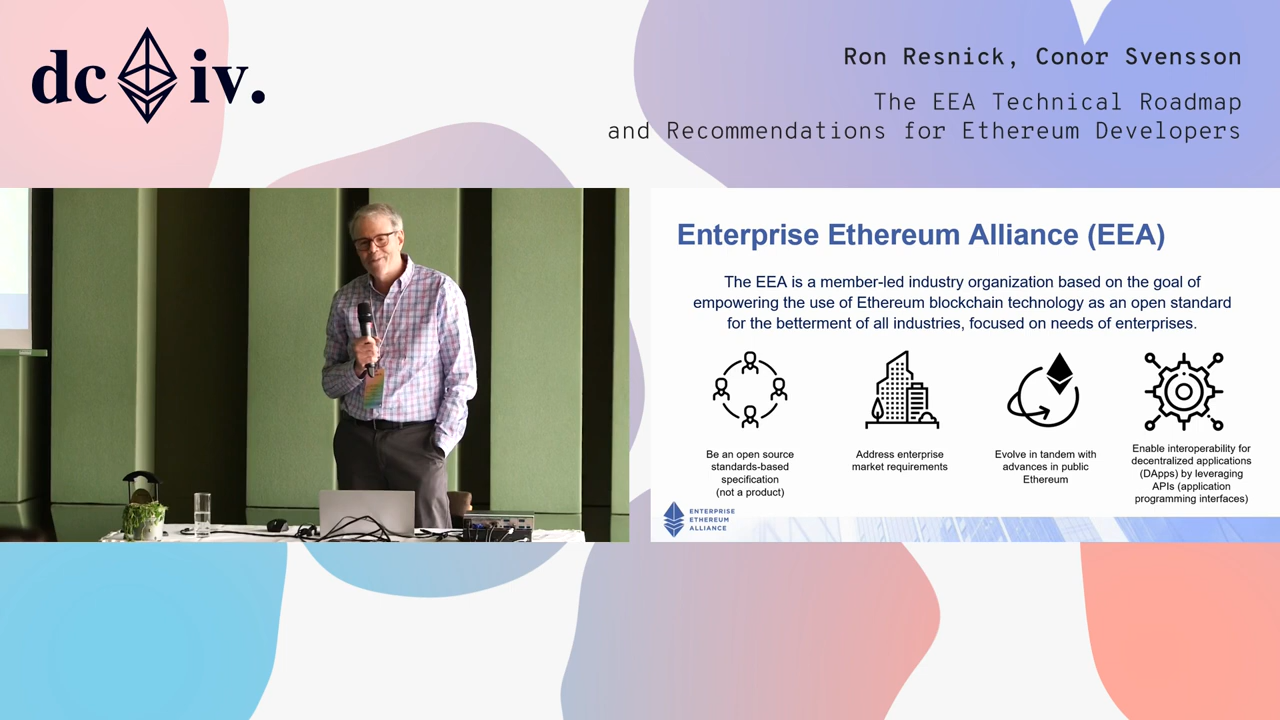 dc iv.
Ron Resnick, Conor Svensson
The EEA Technical Roadmap
and Recommendations for Ethereum Developers
Enterprise Ethereum Alliance (EEA)
The EEA is a member-led industry organization based on the goal of
empowering the use of Ethereum blockchain technology as an open standard
for the betterment of all industries, focused on needs of enterprises.
Be an open source
standards-based
specification
(not a product)
Address enterprise
market requirements
Evolve in tandem with
advances in public
Ethereum
Enable interoperability for
decentralized applications
(DApps) by leveraging
APIs (application
programming interfaces)
ENTERPRISE
ETHEREUM
ALLIANCE